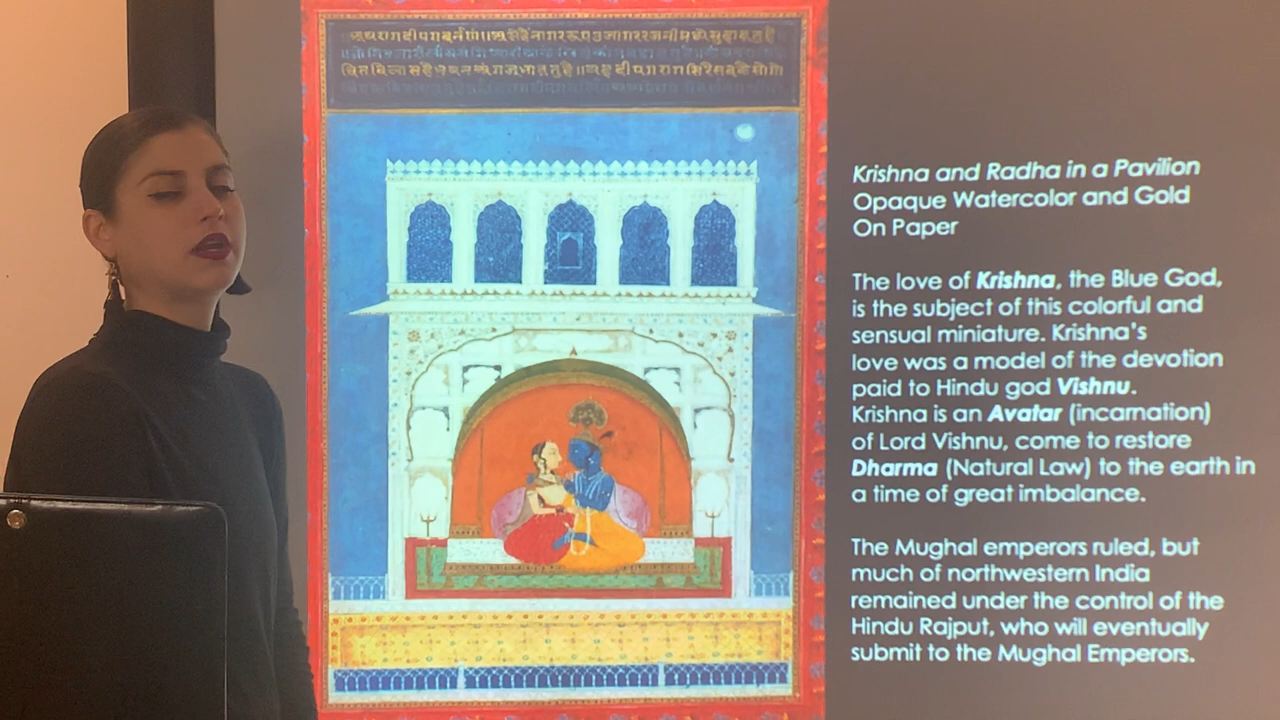 Krishna and Radha in a Pavilion
Opaque Watercolor and Gold
On Paper
The love of Krishna, the Blue God,
is the subject of this colorful and
sensual miniature. Krishna's
love was a model of the devotion
paid to Hindu god Vishnu.
Krishna is an Avatar (incarnation)
of Lord Vishnu, come to restore
Dharma (Natural Law) to the earth in
a time of great imbalance.
The Mughal emperors ruled, but
much of northwestern India
remained under the control of the
Hindu Rajput, who will eventually
submit to the Mughal Emperors.